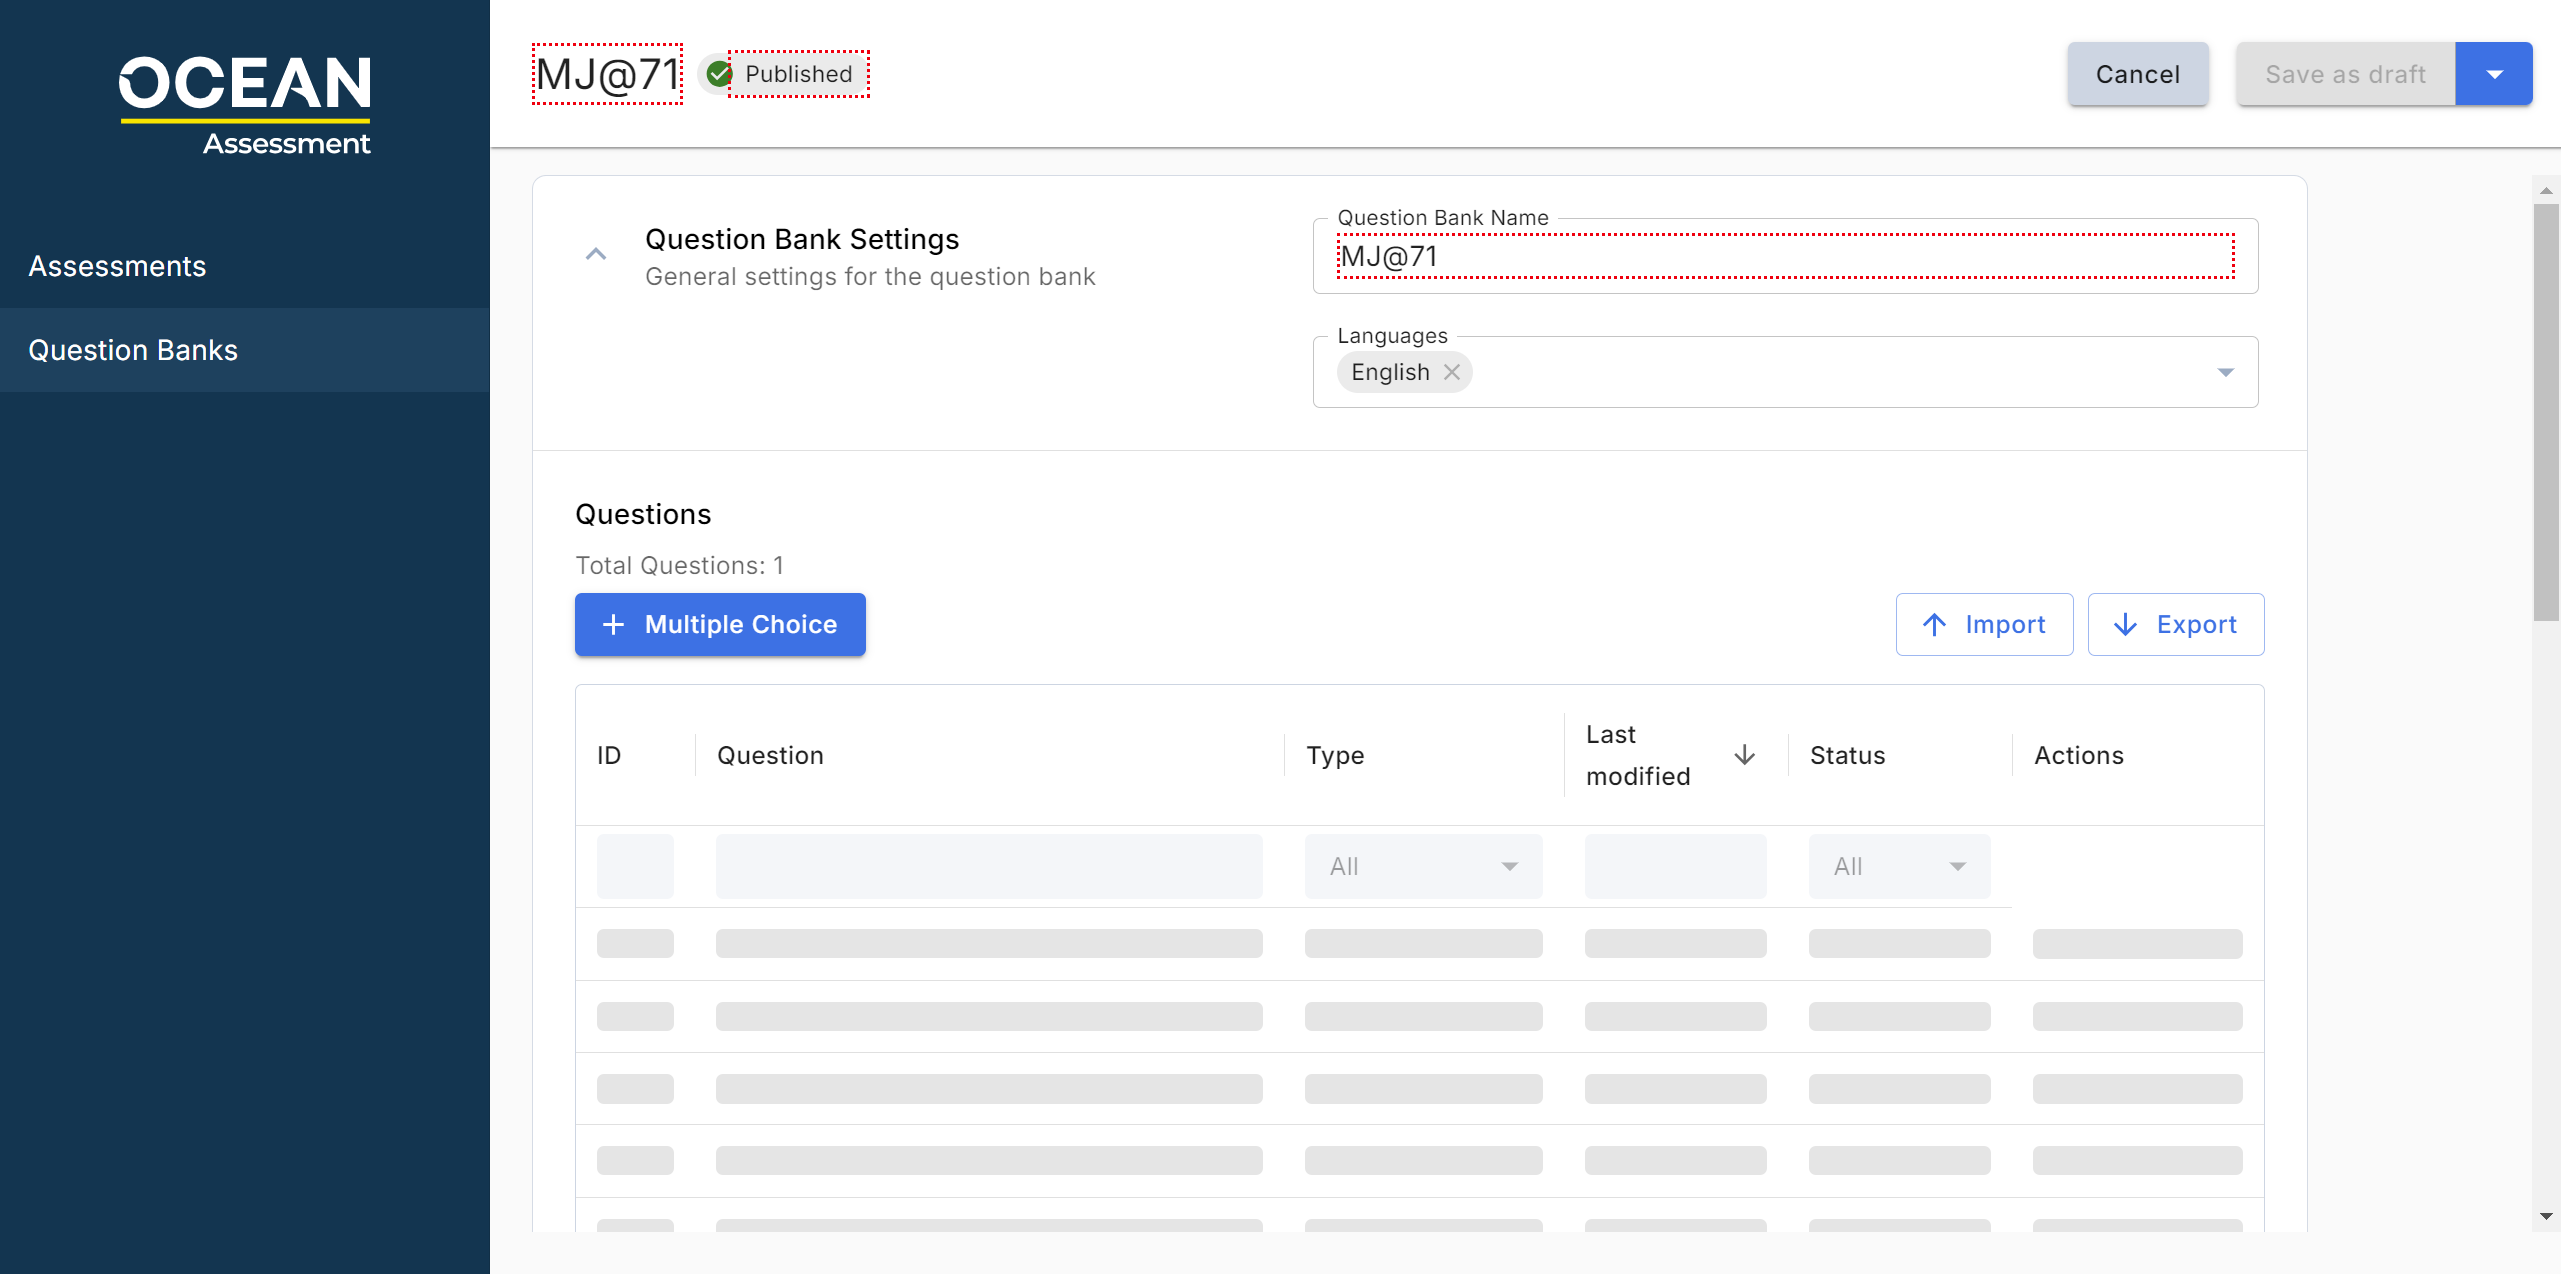 OCEAN
Assessment
Assessments
Question Banks
MJ@71
Published
Cancel
Save as draft
Question Bank Settings
General settings for the question bank
Question Bank Name
MJ@71
Languages
English
Questions
Total Questions: 1
Multiple Choice
Import
Export
ID
Question
Type
Last
modified
Status
Actions
All
All